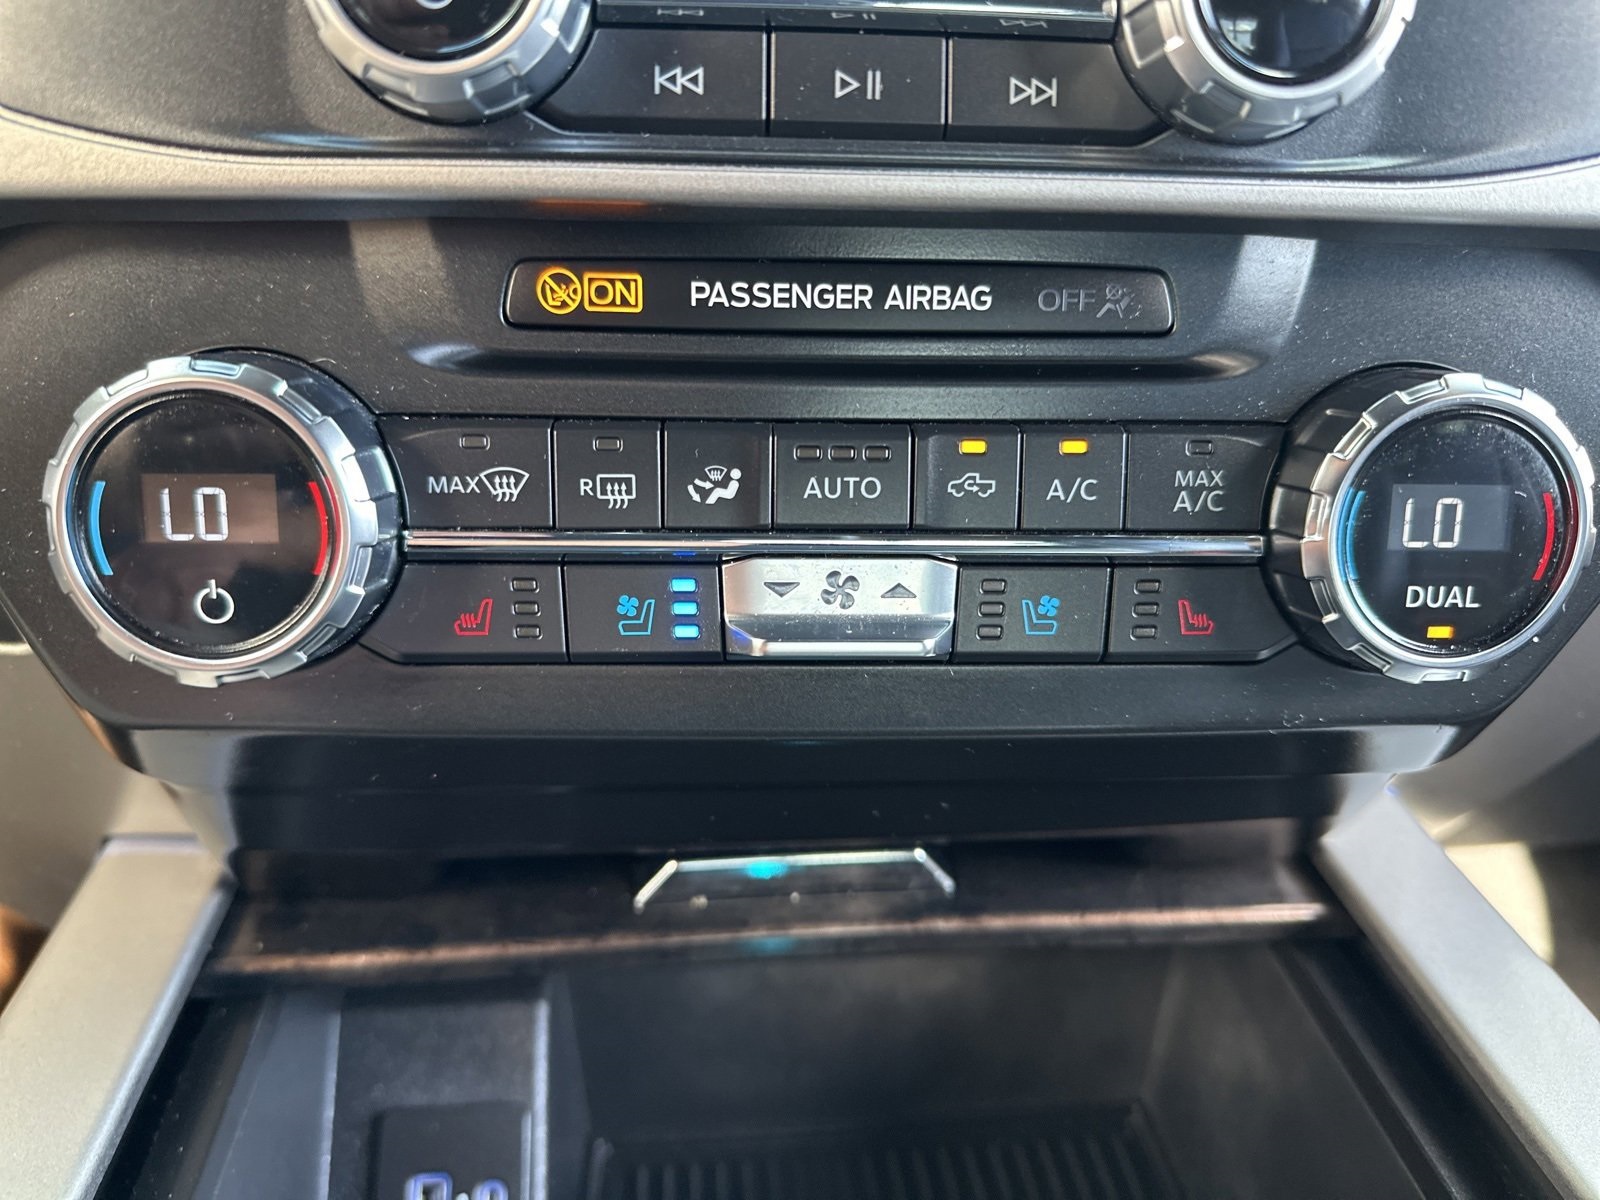 ON PASSENGER AIRBAG OFF
LO
MAX
R
AUTO
A/C
MAX
A/C
LO
DUAL